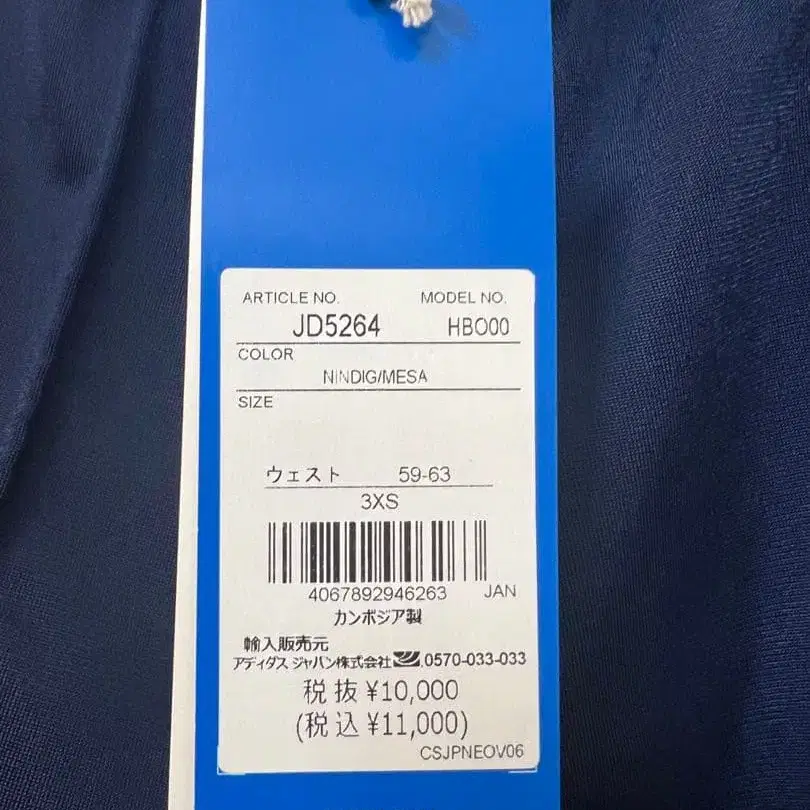 ARTICLE NO. MODEL NO.
JD5264 HBO00
COLOR
NINDIG/MESA
SIZE
ウェスト 59-63
3XS
4067892946263 JAN
カンボジア製
輸入販売元
アディダス ジャパン株式会社 0570-033-033
税抜 ¥10,000
(税込 ¥11,000)
CSJPNEOV06